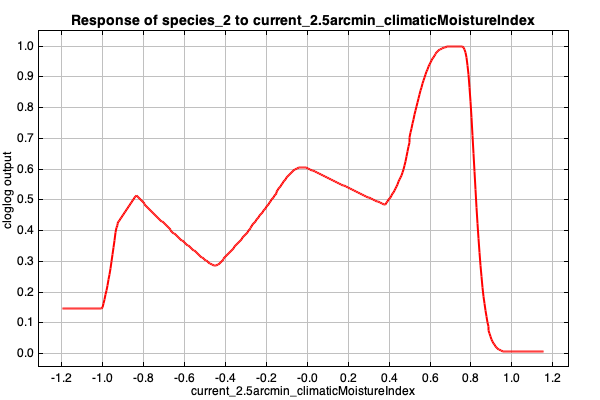 Response of species_2 to current_2.5arcmin_climaticMoistureIndex
cloglog output
1.0
0.9
0.8
0.7
0.6
0.5
0.4
0.3
0.2
0.1
0.0
-1.2 -1.0 -0.8 -0.6 -0.4 -0.2 -0.0 0.2 0.4 0.6 0.8 1.0 1.2
current_2.5arcmin_climaticMoistureIndex